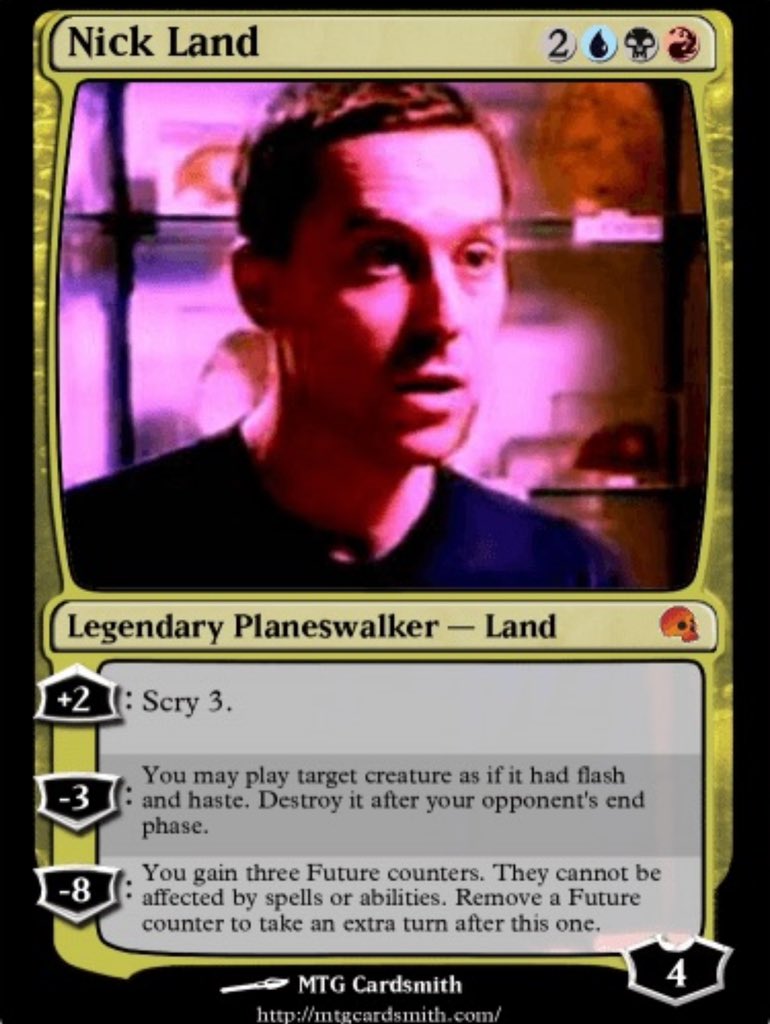 Nick Land 2
Legendary Planeswalker — Land
+2 : Scry 3.
-3 : You may play target creature as if it had flash
and haste. Destroy it after your opponent's end
phase.
-8 : You gain three Future counters. They cannot be
affected by spells or abilities. Remove a Future
counter to take an extra turn after this one.
4
MTG Cardsmith
http://mtgcardsmith.com/